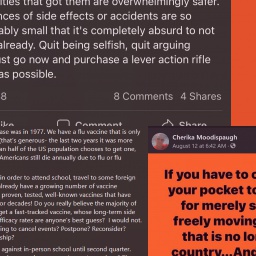 ities that got them are overwhelmingly safer.
nces of side effects or accidents are so
ably small that it's completely absurd to not
already. Quit being selfish, quit arguing
ust go now and purchase a lever action rifle
as possible.
8 8 Comments 4 Shares
ike Comment Share
ase was in 1977. We have a flu vaccine that is only
(that's generous- the last two years it was more
an half of the US population chooses to get one,
Americans still die annually due to flu or flu
in order to attend school, travel to some foreign
already have a growing number of vaccine
proven, tested, well-known vaccines that have
for decades! Do you really believe the majority of
get a fast-tracked vaccine, whose long-term side
fficacy rates are anyone's best guess? I would not.
ing to cancel events? Postpone? Reconsider?
ship?
against in-person school until second quarter.
Cherika Moodispaugh
August 12 at 6:42 AM
If you have to c
your pocket to
for merely s
freely moving
that is no lo
country...And